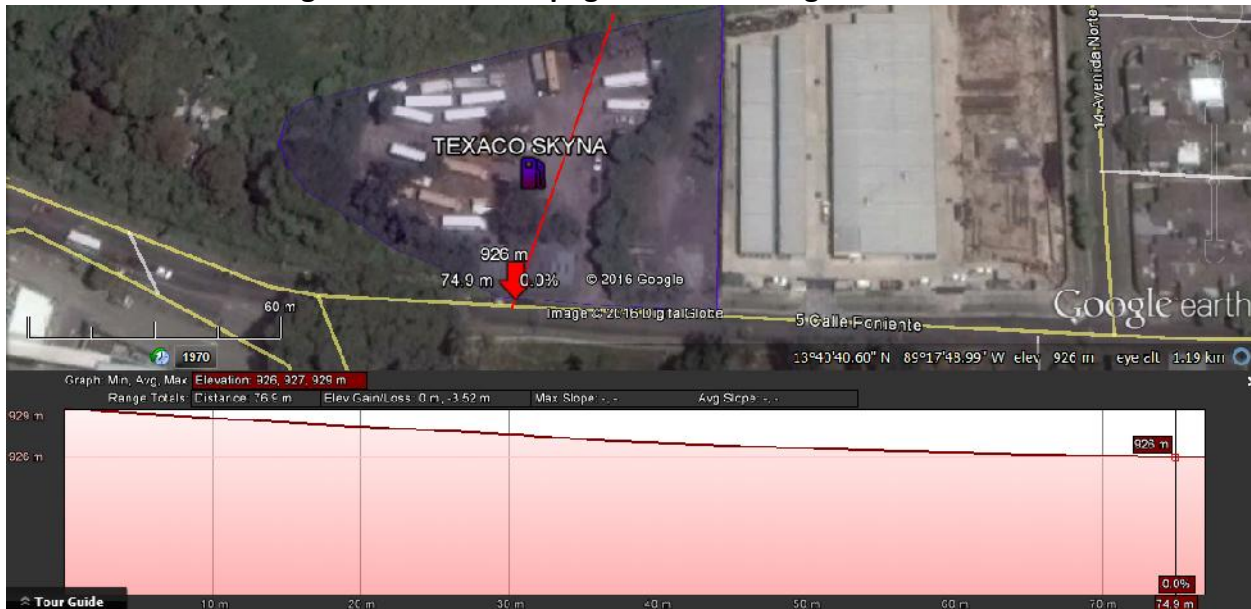 TEXACO SKYNA
14 Avenida Norte
926 m
74.9 m 0.0%
© 2016 Google
Image © 2016 DigitalGlobe
60 m
5 Calle Poniente
Google earth
1970
13°40'40.60" N 89°17'48.99" W elev 926 m eye alt 1.19 km
Graph: Min, Avg, Max Elevation: 926, 927, 929 m
Range Totals: Distance: 76.9 m Elev Gain/Loss: 0 m, -3.52 m Max Slope: -, - Avg Slope: -, -
929 m
926 m
926 m
0.0%
Tour Guide
10 m 20 m 30 m 40 m 50 m 60 m 70 m 74.9 m